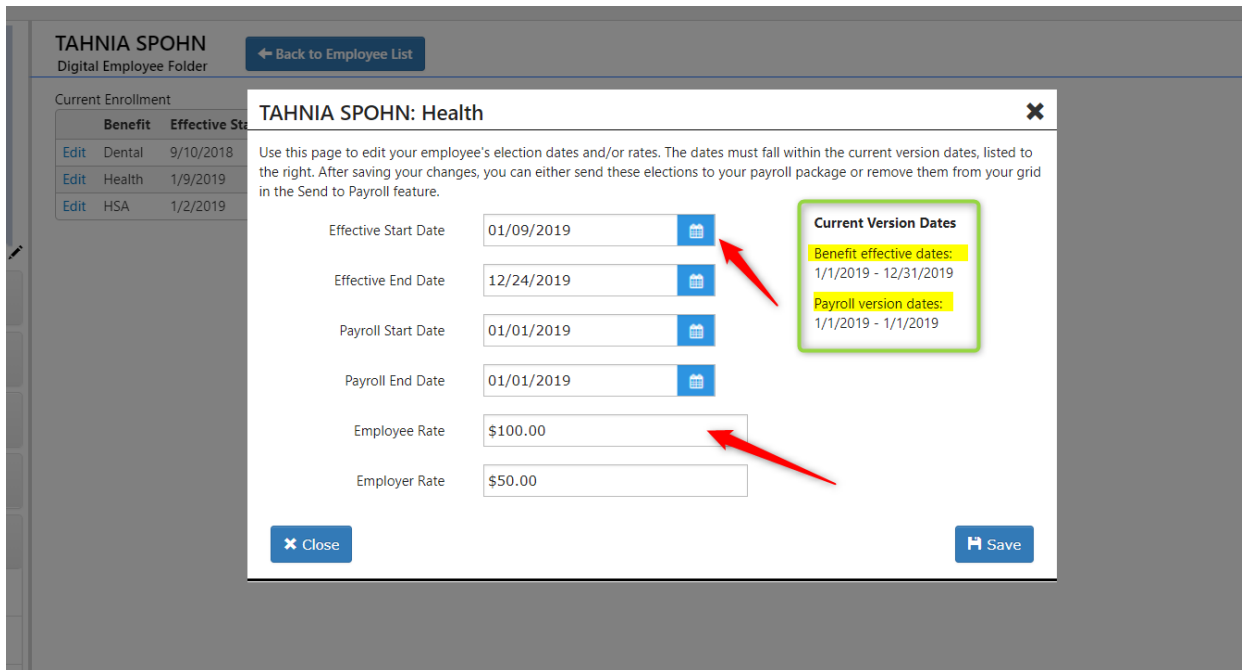 TAHNIA SPOHN
Digital Employee Folder
Back to Employee List
Current Enrollment
Benefit Effective Sta
Edit Dental 9/10/2018
Edit Health 1/9/2019
Edit HSA 1/2/2019
TAHNIA SPOHN: Health
Use this page to edit your employee's election dates and/or rates. The dates must fall within the current version dates, listed to
the right. After saving your changes, you can either send these elections to your payroll package or remove them from your grid
in the Send to Payroll feature.
Effective Start Date 01/09/2019
Effective End Date 12/24/2019
Payroll Start Date 01/01/2019
Payroll End Date 01/01/2019
Employee Rate $100.00
Employer Rate $50.00
Current Version Dates
Benefit effective dates:
1/1/2019 - 12/31/2019
Payroll version dates:
1/1/2019 - 1/1/2019
Close
Save